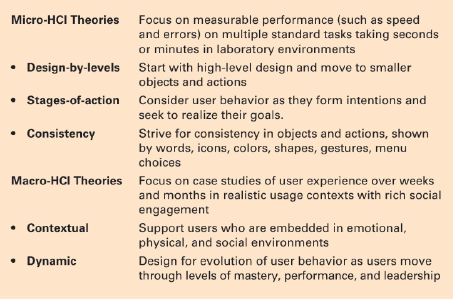 Micro-HCI Theories Focus on measurable performance (such as speed
and errors) on multiple standard tasks taking seconds
or minutes in laboratory environments
• Design-by-levels Start with high-level design and move to smaller
objects and actions
• Stages-of-action Consider user behavior as they form intentions and
seek to realize their goals.
• Consistency Strive for consistency in objects and actions, shown
by words, icons, colors, shapes, gestures, menu
choices
Macro-HCI Theories Focus on case studies of user experience over weeks
and months in realistic usage contexts with rich social
engagement
• Contextual Support users who are embedded in emotional,
physical, and social environments
• Dynamic Design for evolution of user behavior as users move
through levels of mastery, performance, and leadership